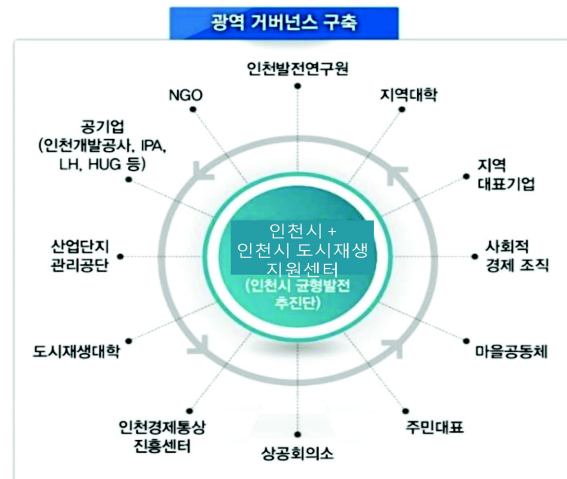 광역 거버넌스 구축
인천발전연구원
NGO
지역대학
공기업
(인천개발공사, IPA,
LH, HUG 등)
지역
대표기업
인천시 +
인천시 도시재생
지원센터
(인천시 균형발전
추진단)
산업단지
관리공단
사회적
경제 조직
도시재생대학
마을공동체
인천경제통상
진흥센터
상공회의소
주민대표